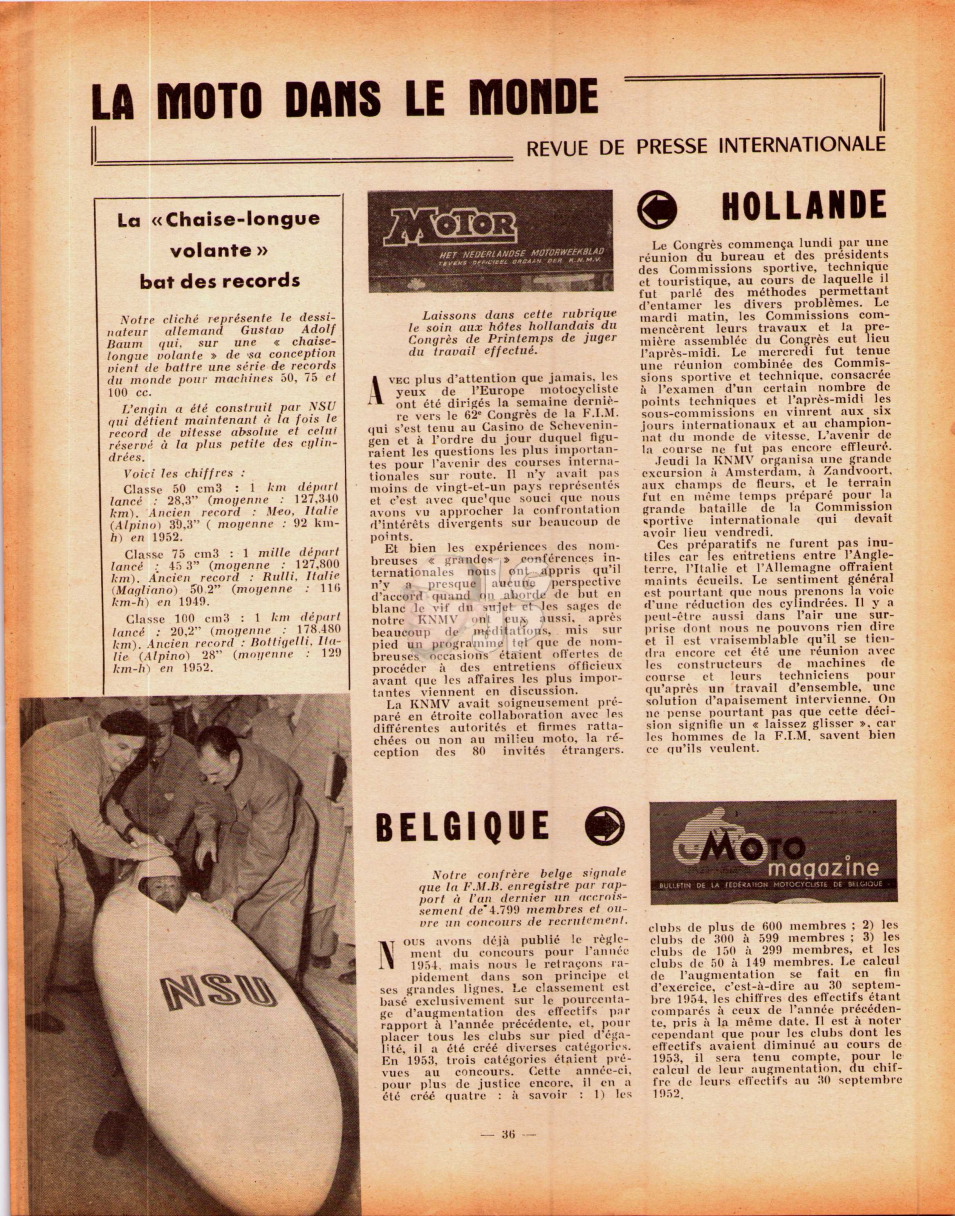 LA MOTO DANS LE MONDE
REVUE DE PRESSE INTERNATIONALE
La «Chaise-longue
volante»
bat des records
Notre cliché représente le dessi-
nateur allemand Gustav Adolf
Baum qui, sur une « chaise-
longue volante » de sa conception
vient de battre une série de records
du monde pour machines 50, 75 et
100 cc.
L'engin a été construit par NSU
qui détient maintenant à la fois le
record de vitesse absolue et celui
réservé à la plus petite des cylin-
drées.
Voici les chiffres :
Classe 50 cm3 : 1 km départ
lancé : 28,3" (moyenne : 127,340
km). Ancien record : Meo, Italie
(Alpino) 39,3" ( moyenne : 92 km-
h) en 1952.
Classe 75 cm3 : 1 mille départ
lancé : 45 3" (moyenne : 127,800
km). Ancien record : Rulli, Italie
(Magliano) 50,2" (moyenne : 116
km-h) en 1949.
Classe 100 cm3 : 1 km départ
lancé : 20,2" (moyenne : 178,480
km). Ancien record : Bottigelli, Ita-
lie (Alpino) 28" (moyenne : 129
km-h) en 1952.
NSU
MOTOR
HET NEDERLANDSE MOTORWEEKBLAD
TEVENS OFFICIEEL ORGAAN DER K.N.M.V.
Laissons dans cette rubrique
le soin aux hôtes hollandais du
Congrès de Printemps de juger
du travail effectué.
AVEC plus d'attention que jamais, les
yeux de l'Europe motocycliste
ont été dirigés la semaine derniè-
re vers le 62e Congrès de la F.I.M.
qui s'est tenu au Casino de Schevenin-
gen et à l'ordre du jour duquel figu-
raient les questions les plus importan-
tes pour l'avenir des courses interna-
tionales sur route. Il n'y avait pas
moins de vingt-et-un pays représentés
et c'est avec que'que souci que nous
avons vu approcher la confrontation
d'intérêts divergents sur beaucoup de
points.
Et bien les expériences des nom-
breuses « grandes » conférences in-
ternationales nous ont appris qu'il
n'y a presque aucune perspective
d'accord quand on aborde de but en
blanc le vif du sujet et les sages de
notre KNMV ont eux aussi, après
beaucoup de méditations, mis sur
pied un programme tel que de nom-
breuses occasions étaient offertes de
procéder à des entretiens officieux
avant que les affaires les plus impor-
tantes viennent en discussion.
La KNMV avait soigneusement pré-
paré en étroite collaboration avec les
différentes autorités et firmes ratta-
chées ou non au milieu moto, la ré-
ception des 80 invités étrangers.
HOLLANDE
Le Congrès commença lundi par une
réunion du bureau et des présidents
des Commissions sportive, technique
et touristique, au cours de laquelle il
fut parlé des méthodes permettant
d'entamer les divers problèmes. Le
mardi matin, les Commissions com-
mencèrent leurs travaux et la pre-
mière assemblée du Congrès eut lieu
l'après-midi. Le mercredi fut tenue
une réunion combinée des Commis-
sions sportive et technique, consacrée
à l'examen d'un certain nombre de
points techniques et l'après-midi les
sous-commissions en vinrent aux six
jours internationaux et au champion-
nat du monde de vitesse. L'avenir de
la course ne fut pas encore effleuré.
Jeudi la KNMV organisa une grande
excursion à Amsterdam, à Zandvoort,
aux champs de fleurs, et le terrain
fut en même temps préparé pour la
grande bataille de la Commission
sportive internationale qui devait
avoir lieu vendredi.
Ces préparatifs ne furent pas inu-
tiles car les entretiens entre l'Angle-
terre, l'Italie et l'Allemagne offraient
maints écueils. Le sentiment général
est pourtant que nous prenons la voie
d'une réduction des cylindrées. Il y a
peut-être aussi dans l'air une sur-
prise dont nous ne pouvons rien dire
: il est vraisemblable qu'il se tien-
dra encore cet été une réunion avec
les constructeurs de machines de
course et leurs techniciens pour
qu'après un travail d'ensemble, une
solution d'apaisement intervienne. On
ne pense pourtant pas que cette déci-
sion signifie un « laissez glisser », car
les hommes de la F.I.M. savent bien
ce qu'ils veulent.
BELGIQUE
Notre confrère belge signale
que la F.M.B. enregistre par rap-
port à l'an dernier un accrois-
sement de 4.799 membres et ou-
vre un concours de recrutement.
NOUS avons déjà publié le règle-
ment du concours pour l'année
1954, mais nous le retraçons ra-
pidement dans son principe et
ses grandes lignes. Le classement est
basé exclusivement sur le pourcenta-
ge d'augmentation des effectifs par
rapport à l'année précédente, et, pour
placer tous les clubs sur pied d'éga-
lité, il a été créé diverses catégories.
En 1953, trois catégories étaient pré-
vues au concours. Cette année-ci,
pour plus de justice encore, il en a
été créé quatre : à savoir : 1) les
MOTO
magazine
BULLETIN DE LA FÉDÉRATION MOTOCYCLISTE DE BELGIQUE
clubs de plus de 600 membres ; 2) les
clubs de 300 à 599 membres ; 3) les
clubs de 150 à 299 membres, et les
clubs de 50 à 149 membres. Le calcul
de l'augmentation se fait en fin
d'exercice, c'est-à-dire au 30 septem-
bre 1954, les chiffres des effectifs étant
comparés à ceux de l'année précéden-
te, pris à la même date. Il est à noter
cependant que pour les clubs dont les
effectifs avaient diminué au cours de
1953, il sera tenu compte, pour le
calcul de leur augmentation, du chif-
fre de leurs effectifs au 30 septembre
1952.
— 36 —